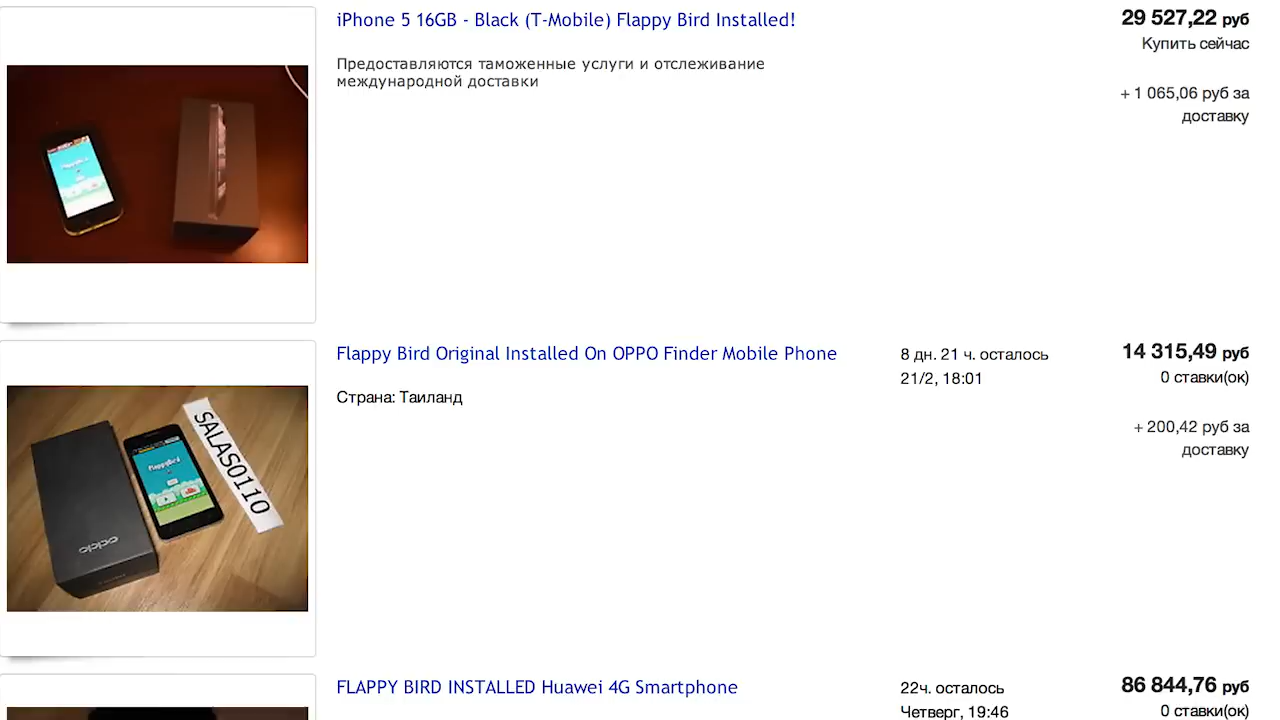 iPhone 5 16GB - Black (T-Mobile) Flappy Bird Installed!
29 527,22 руб
Купить сейчас
Предоставляются таможенные услуги и отслеживание
международной доставки
+ 1 065,06 руб за
доставку
Flappy Bird Original Installed On OPPO Finder Mobile Phone
8 дн. 21 ч. осталось
21/2, 18:01
14 315,49 руб
0 ставки(ок)
Страна: Таиланд
+ 200,42 руб за
доставку
SALAS0110
FlappyBird
oppo
FLAPPY BIRD INSTALLED Huawei 4G Smartphone
22ч. осталось
Четверг, 19:46
86 844,76 руб
0 ставки(ок)